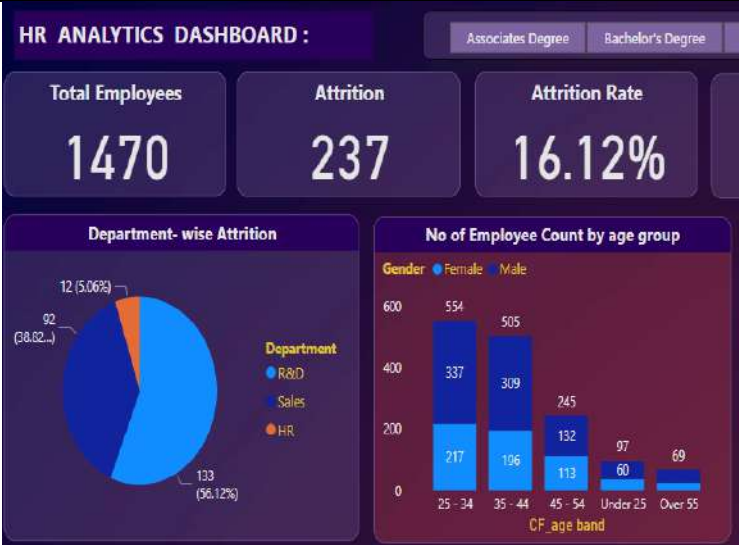 HR ANALYTICS DASHBOARD :
Associates Degree
Bachelor's Degree
Total Employees
1470
Attrition
237
Attrition Rate
16.12%
Department- wise Attrition
12 (5.06%)
92
(38.82...)
133
(56.12%)
Department
R&D
Sales
HR
No of Employee Count by age group
Gender Female Male
600
400
200
0
554
337
217
505
309
196
245
132
113
97
60
69
25 - 34
35 - 44
45 - 54
Under 25
Over 55
CF_age band